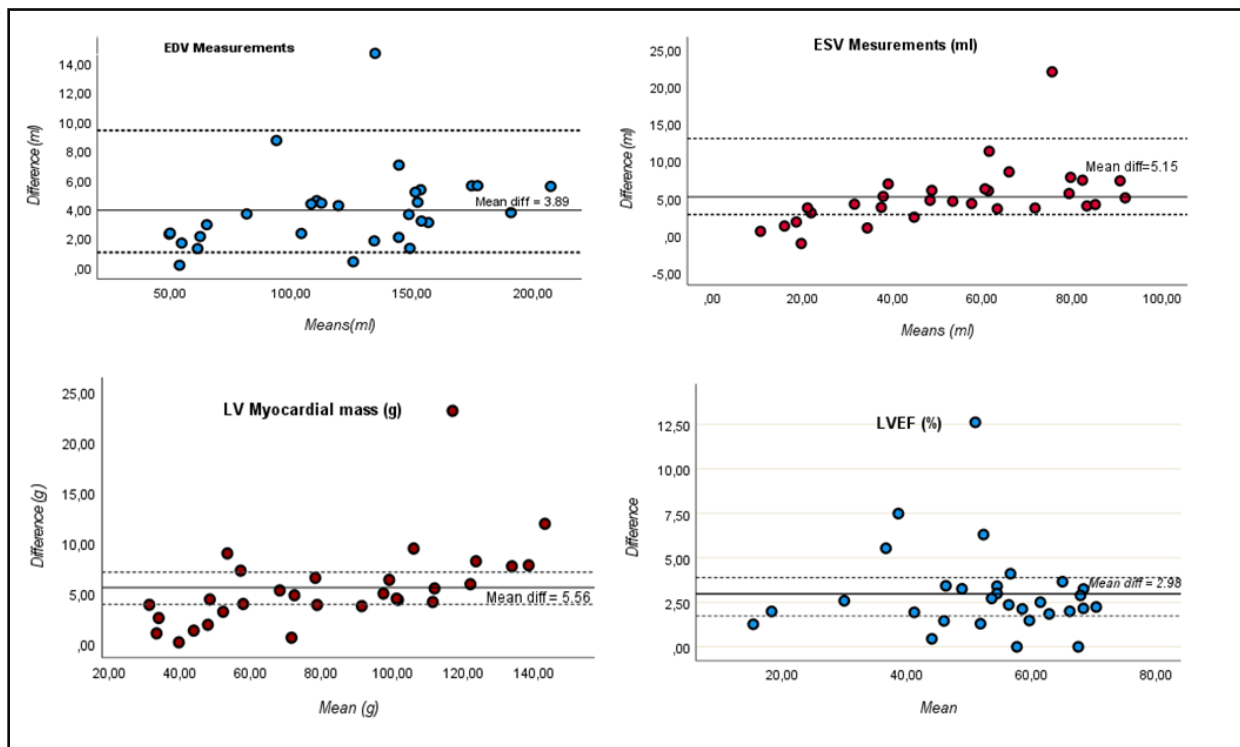 EDV Measurements
Difference (ml)
14,00
12,00
10,00
8,00
6,00
4,00
2,00
,00
Mean diff = 3.89
50,00 100,00 150,00 200,00
Means(ml)
ESV Mesurements (ml)
Difference (ml)
25,00
20,00
15,00
10,00
5,00
,00
-5,00
Mean diff=5.15
,00 20,00 40,00 60,00 80,00 100,00
Means (ml)
LV Myocardial mass (g)
Difference (g)
25,00
20,00
15,00
10,00
5,00
,00
Mean diff = 5,56
20,00 40,00 60,00 80,00 100,00 120,00 140,00
Mean (g)
LVEF (%)
Difference
12,50
10,00
7,50
5,00
2,50
,00
Mean diff = 2.98
20,00 40,00 60,00 80,00
Mean